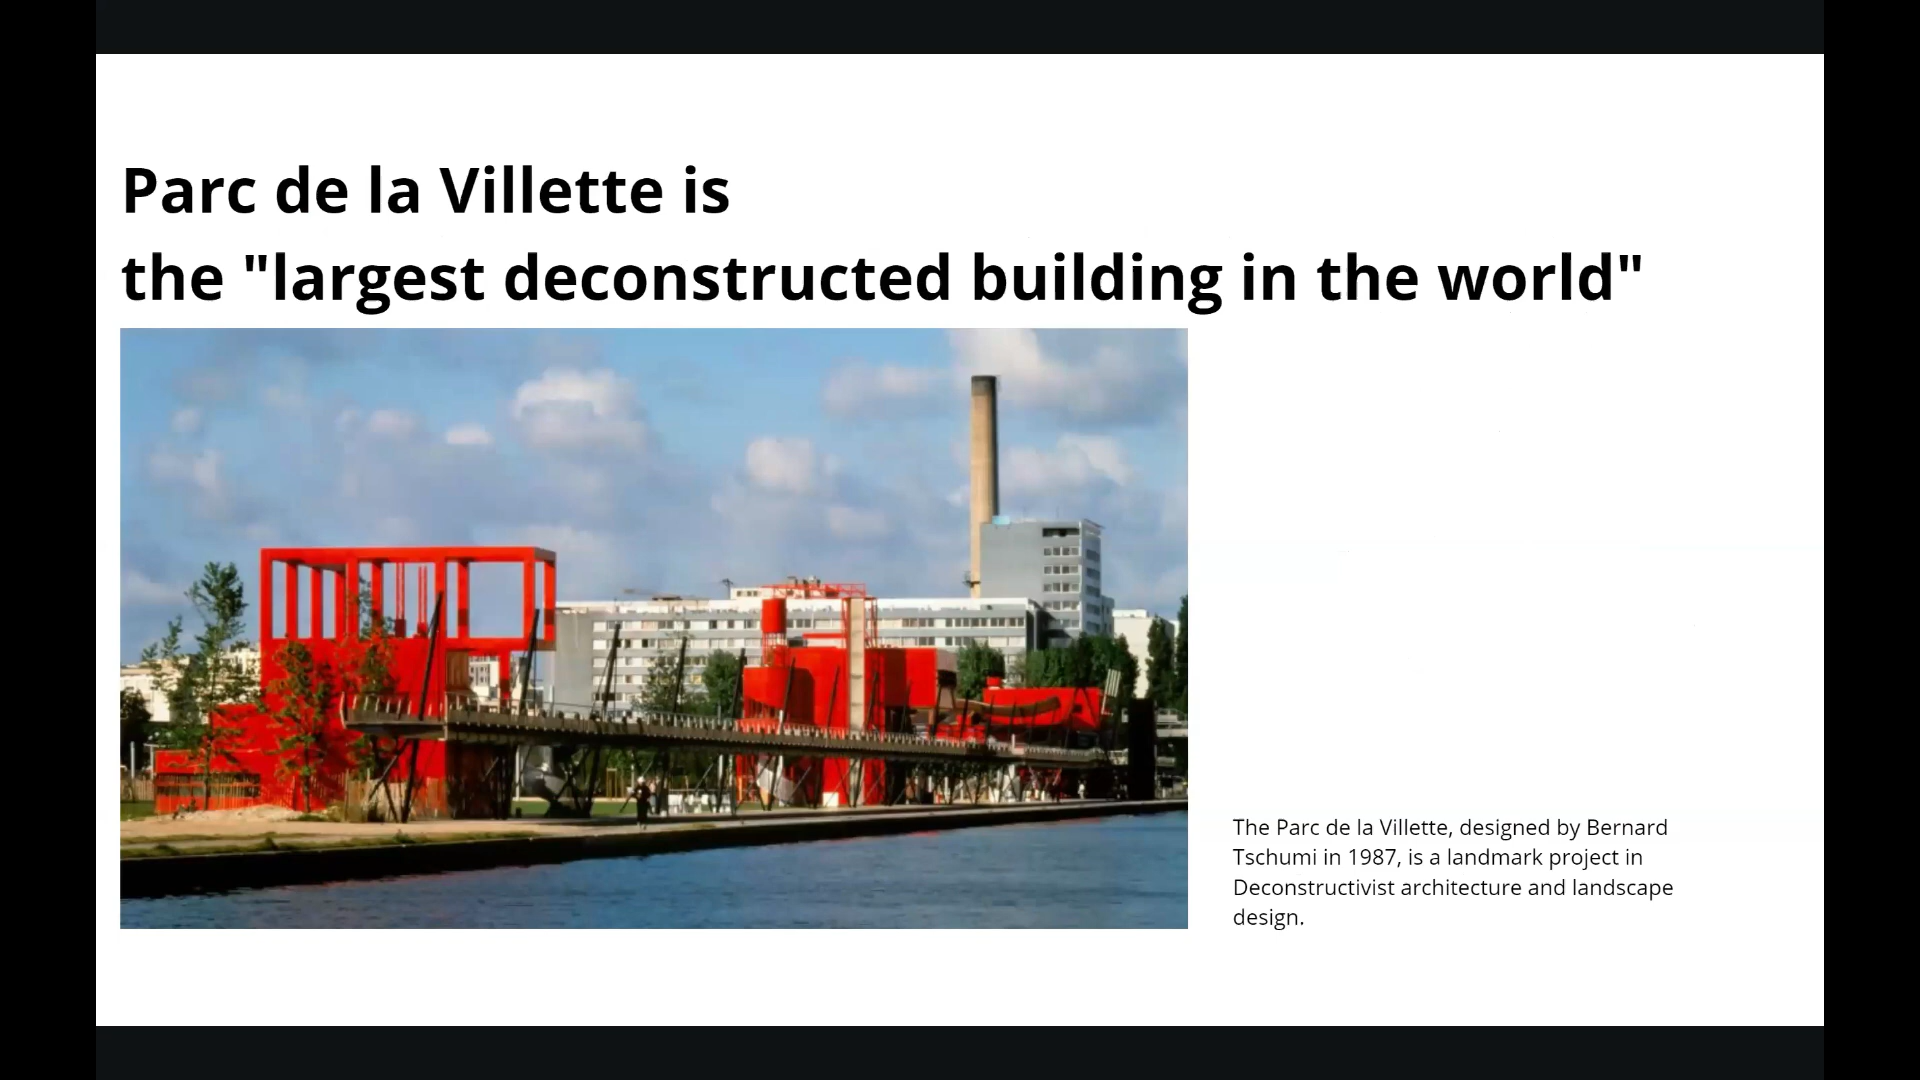 Parc de la Villette is
the "largest deconstructed building in the world"
The Parc de la Villette, designed by Bernard
Tschumi in 1987, is a landmark project in
Deconstructivist architecture and landscape
design.